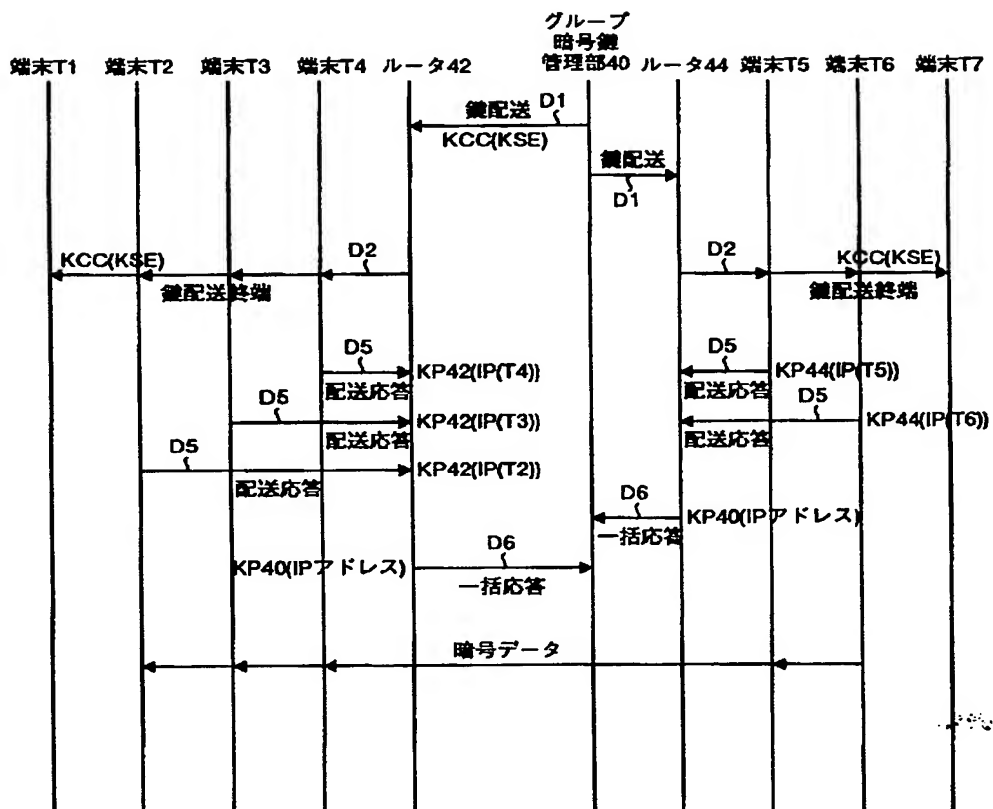 グループ
暗号鍵
管理部40
端末T1 端末T2 端末T3 端末T4 ルータ42 ルータ44 端末T5 端末T6 端末T7
鍵配送 D1
KCC(KSE)
鍵配送
D1
KCC(KSE) D2 D2 KCC(KSE)
鍵配送終端 鍵配送終端
D5 KP42(IP(T4)) D5 KP44(IP(T5))
配送応答
D5 KP42(IP(T3)) D5 KP44(IP(T6))
配送応答 配送応答
D5 KP42(IP(T2))
配送応答
D6 KP40(IPアドレス)
一括応答
KP40(IPアドレス) D6
一括応答
暗号データ